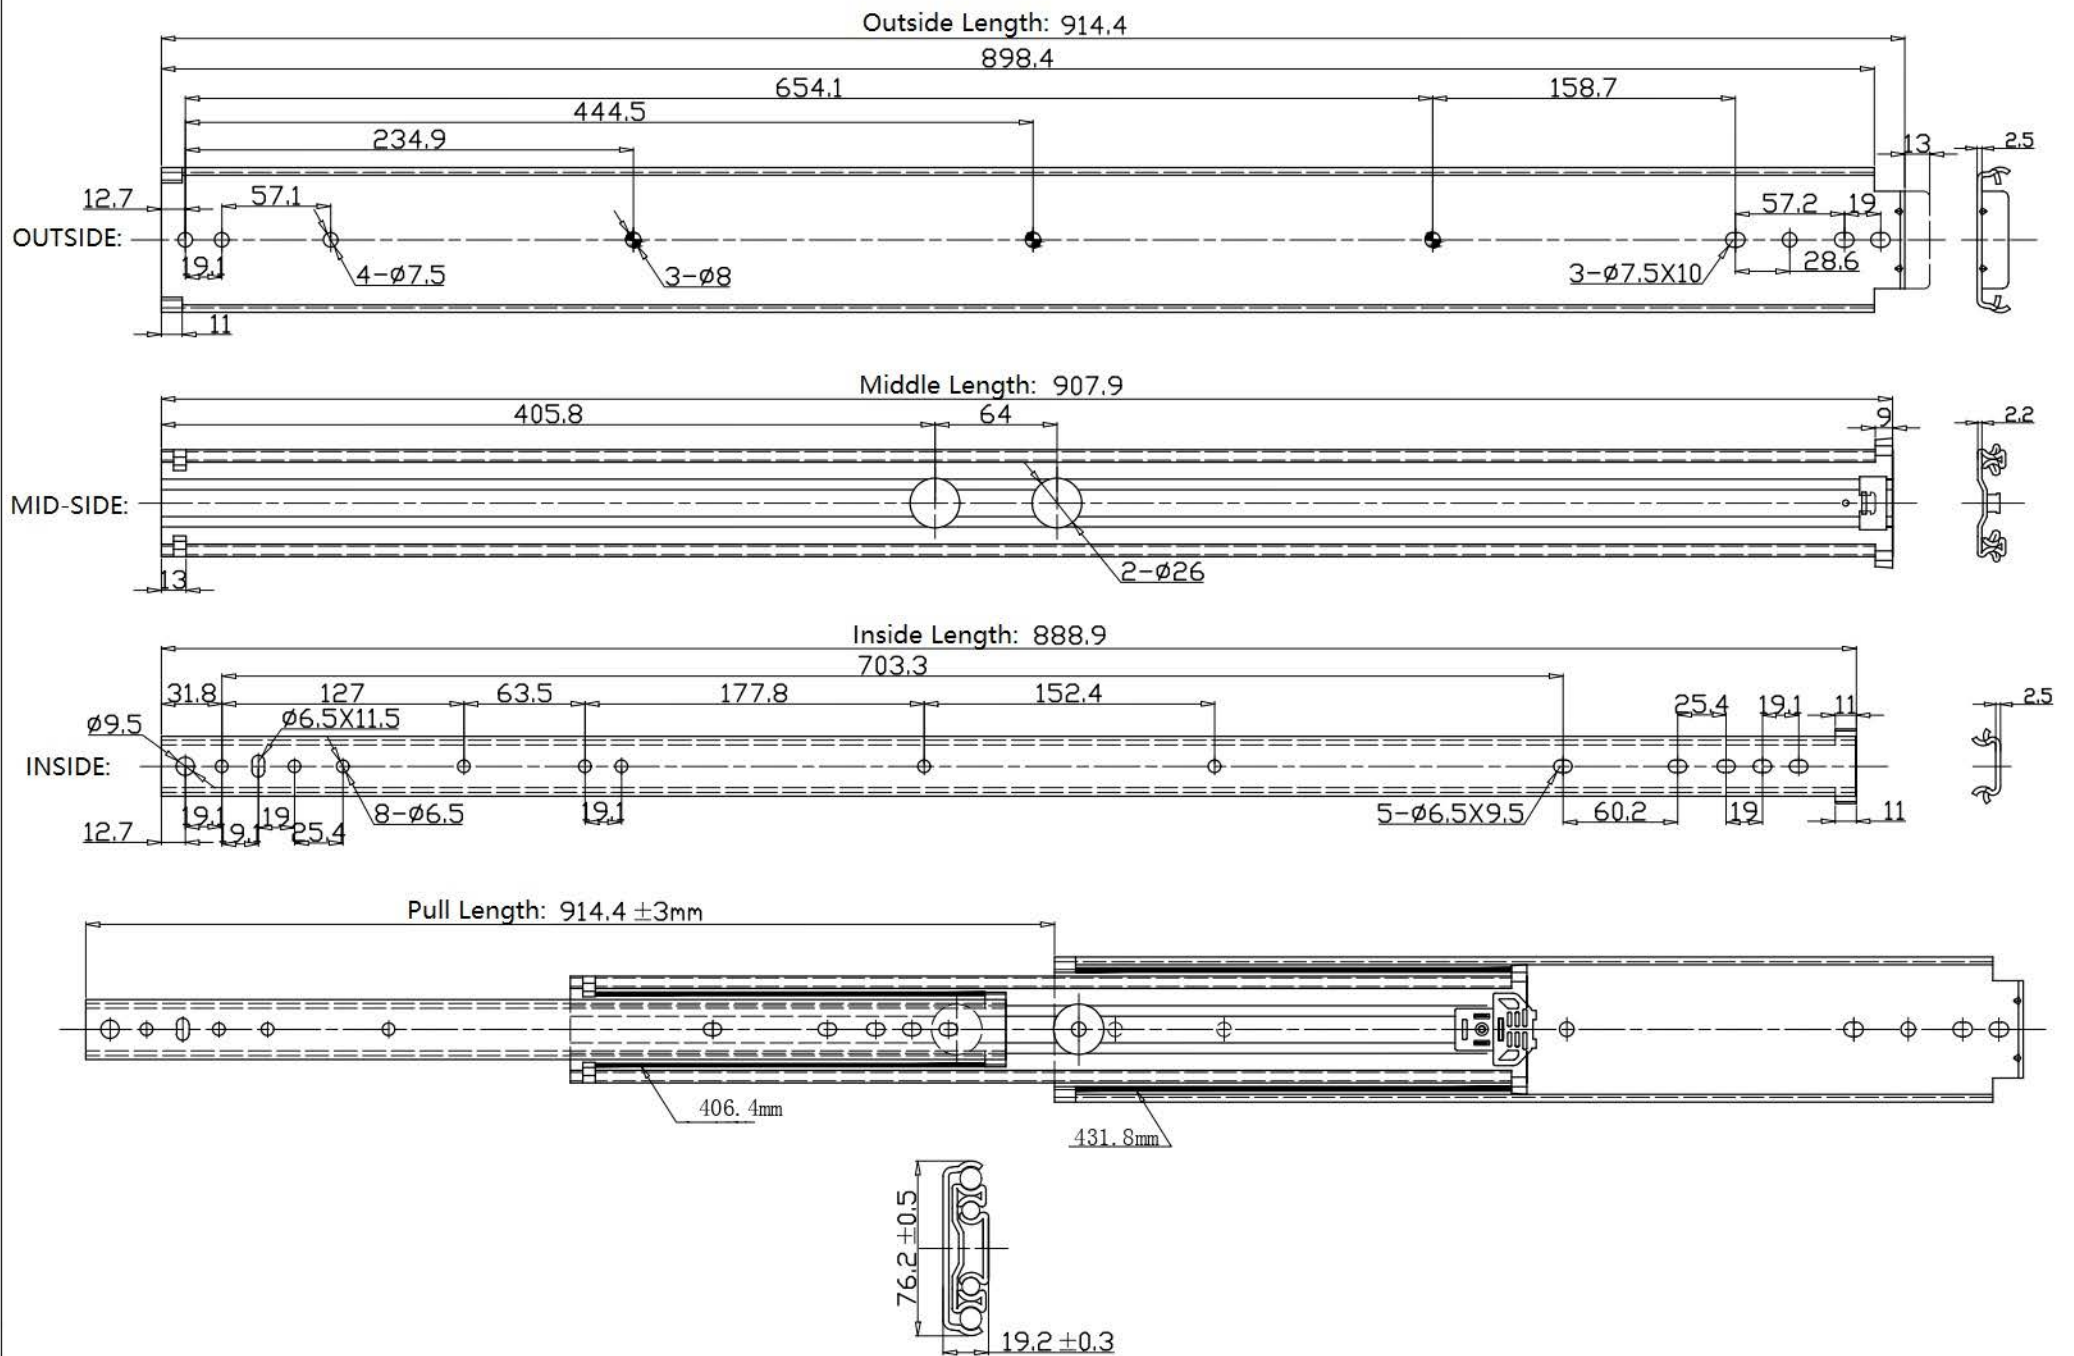 Outside Length: 914.4
898.4
654.1 158.7
444.5
234.9
13 2.5
12.7 57.1 57.2 19
OUTSIDE:
19.1 4-Ø7.5 3-Ø8 3-Ø7.5X10 28.6
11
Middle Length: 907.9
405.8 64 9 2.2
MID-SIDE:
2-Ø26
13
Inside Length: 888.9
703.3
31.8 127 63.5 177.8 152.4 25.4 19.1 11 2.5
Ø9.5 Ø6.5X11.5
INSIDE:
19.1 19 8-Ø6.5 19.1 5-Ø6.5X9.5 60.2 19 11
12.7 19.1 25.4
Pull Length: 914.4 ±3mm
406.4mm
431.8mm
76.2 ±0.5
19.2 ±0.3